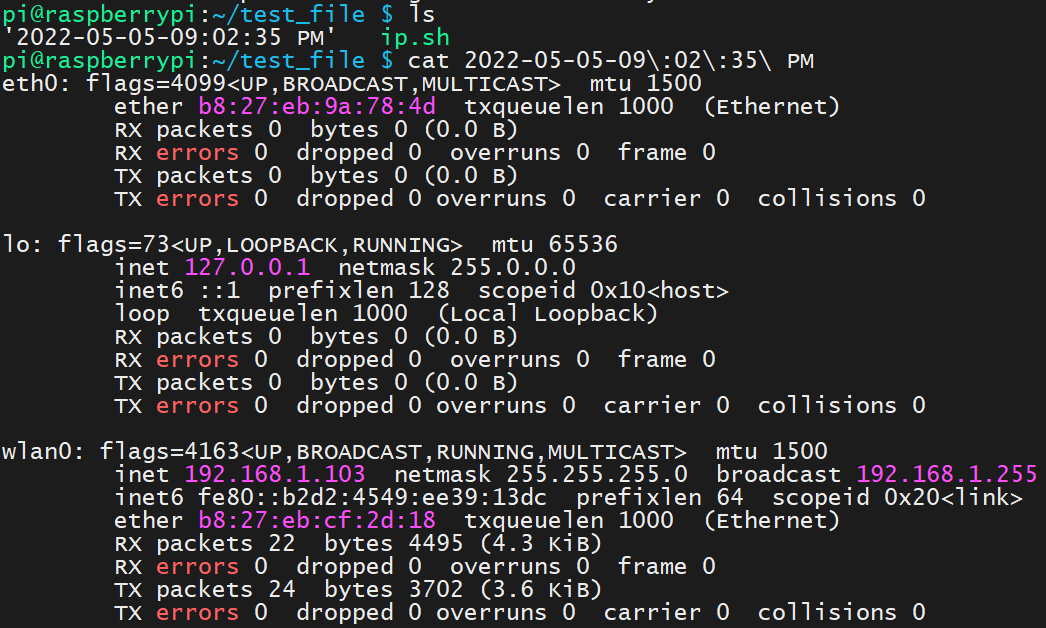 pi@raspberrypi:~/test_file $ ls
'2022-05-05-09:02:35 PM'   ip.sh
pi@raspberrypi:~/test_file $ cat 2022-05-05-09\:02\:35\ PM
eth0: flags=4099<UP,BROADCAST,MULTICAST>  mtu 1500
        ether b8:27:eb:9a:78:4d  txqueuelen 1000  (Ethernet)
        RX packets 0  bytes 0 (0.0 B)
        RX errors 0  dropped 0  overruns 0  frame 0
        TX packets 0  bytes 0 (0.0 B)
        TX errors 0  dropped 0 overruns 0  carrier 0  collisions 0

lo: flags=73<UP,LOOPBACK,RUNNING>  mtu 65536
        inet 127.0.0.1  netmask 255.0.0.0
        inet6 ::1  prefixlen 128  scopeid 0x10<host>
        loop  txqueuelen 1000  (Local Loopback)
        RX packets 0  bytes 0 (0.0 B)
        RX errors 0  dropped 0  overruns 0  frame 0
        TX packets 0  bytes 0 (0.0 B)
        TX errors 0  dropped 0 overruns 0  carrier 0  collisions 0

wlan0: flags=4163<UP,BROADCAST,RUNNING,MULTICAST>  mtu 1500
        inet 192.168.1.103  netmask 255.255.255.0  broadcast 192.168.1.255
        inet6 fe80::b2d2:4549:ee39:13dc  prefixlen 64  scopeid 0x20<link>
        ether b8:27:eb:cf:2d:18  txqueuelen 1000  (Ethernet)
        RX packets 22  bytes 4495 (4.3 KiB)
        RX errors 0  dropped 0  overruns 0  frame 0
        TX packets 24  bytes 3702 (3.6 KiB)
        TX errors 0  dropped 0 overruns 0  carrier 0  collisions 0